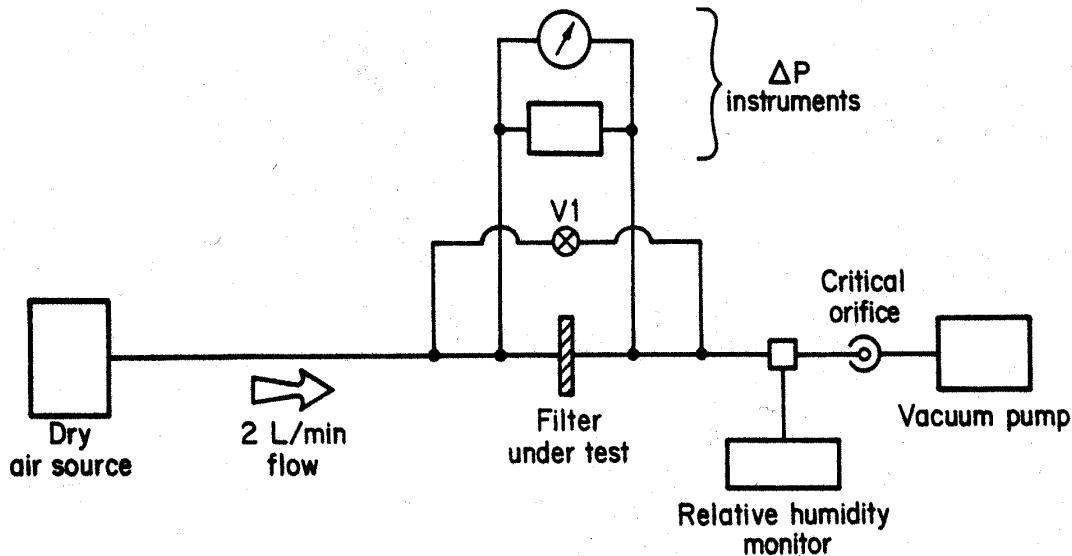 ΔP
instruments
V1
Critical
orifice
Dry
air source
2 L/min
flow
Filter
under test
Vacuum pump
Relative humidity
monitor